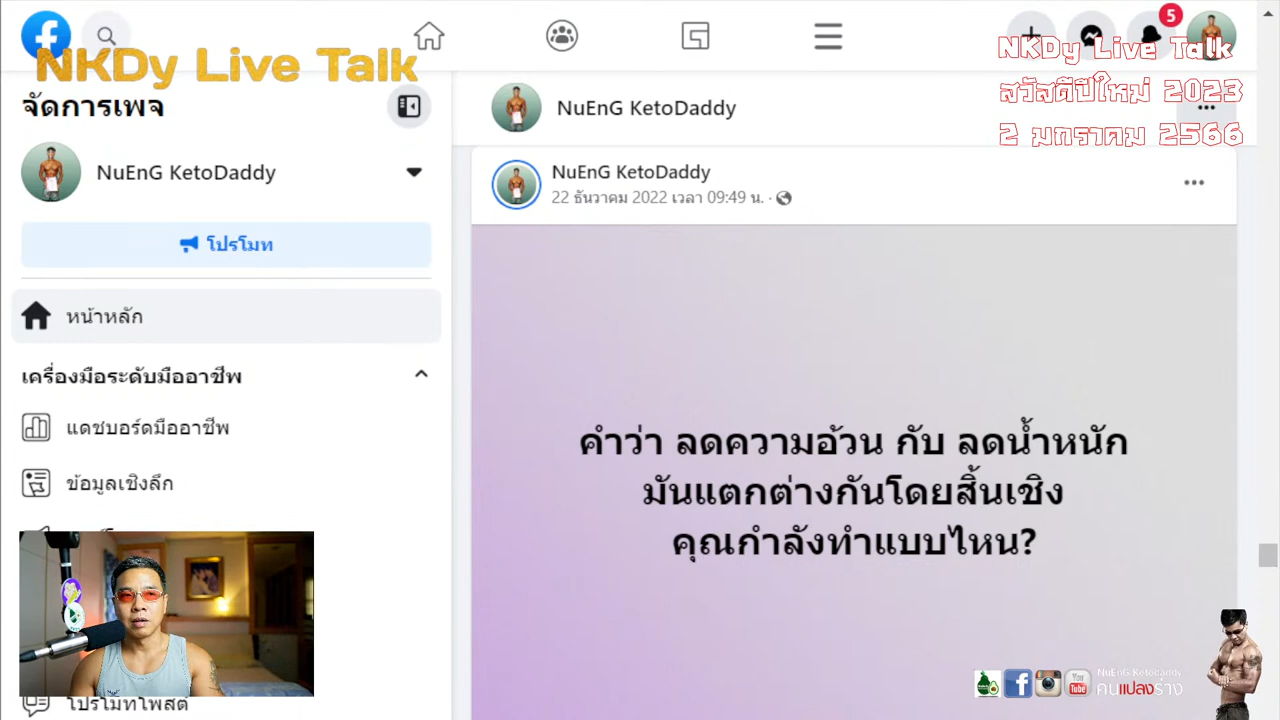 NKDy Live Talk
จัดการเพจ
NuEnG KetoDaddy
โปรโมท
หน้าหลัก
เครื่องมือระดับมืออาชีพ
แดชบอร์ดมืออาชีพ
ข้อมูลเชิงลึก
โปรโมทโพสต์
5
NKDy Live Talk
สวัสดีปีใหม่ 2023
2 มกราคม 2566
NuEnG KetoDaddy
NuEnG KetoDaddy
22 ธันวาคม 2022 เวลา 09:49 น.
คำว่า ลดความอ้วน กับ ลดน้ำหนัก
มันแตกต่างกันโดยสิ้นเชิง
คุณกำลังทำแบบไหน?
NuEnG Ketodaddy
คนแปลงร่าง